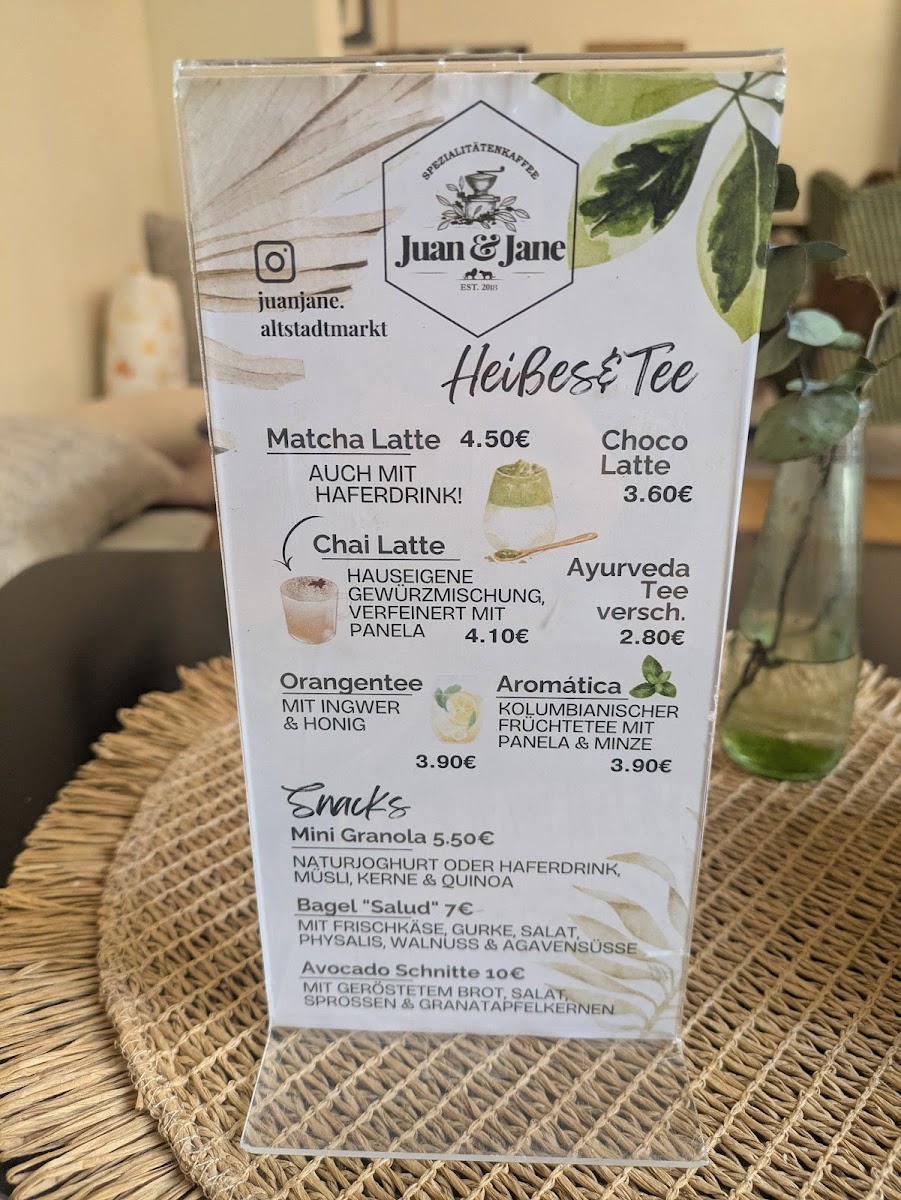 SPEZIALITÄTENKAFFEE
Juan & Jane
EST. 2018
juanjane.
altstadtmarkt
Heißes & Tee
Matcha Latte 4.50€
AUCH MIT
HAFERDRINK!
Choco
Latte
3.60€
Chai Latte
HAUSEIGENE
GEWÜRZMISCHUNG,
VERFEINERT MIT
PANELA 4.10€
Ayurveda
Tee
versch.
2.80€
Orangentee
MIT INGWER
& HONIG
3.90€
Aromática
KOLUMBIANISCHER
FRÜCHTETEE MIT
PANELA & MINZE
3.90€
Snacks
Mini Granola 5.50€
NATURJOGHURT ODER HAFERDRINK,
MÜSLI, KERNE & QUINOA
Bagel "Salud" 7€
MIT FRISCHKÄSE, GURKE, SALAT,
PHYSALIS, WALNUSS & AGAVENSÜSSE
Avocado Schnitte 10€
MIT GERÖSTETEM BROT, SALAT,
SPROSSEN & GRANATAPFELKERNEN